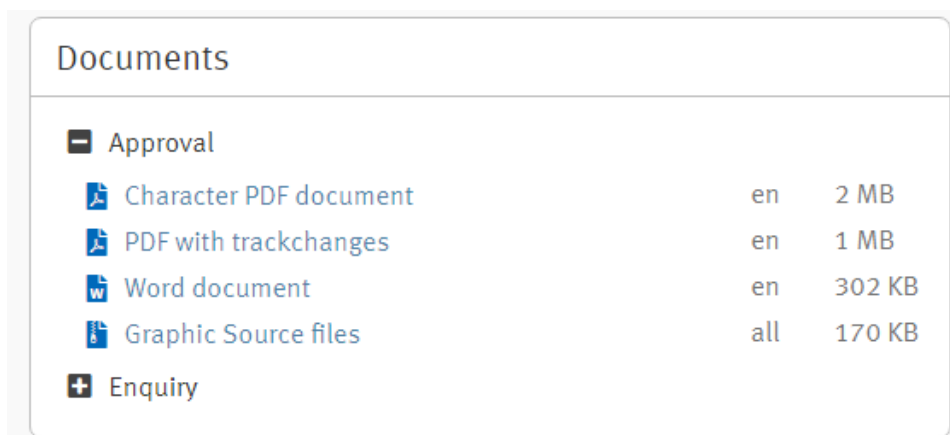 Documents
Approval
Character PDF document en 2 MB
PDF with trackchanges en 1 MB
Word document en 302 KB
Graphic Source files all 170 KB
Enquiry